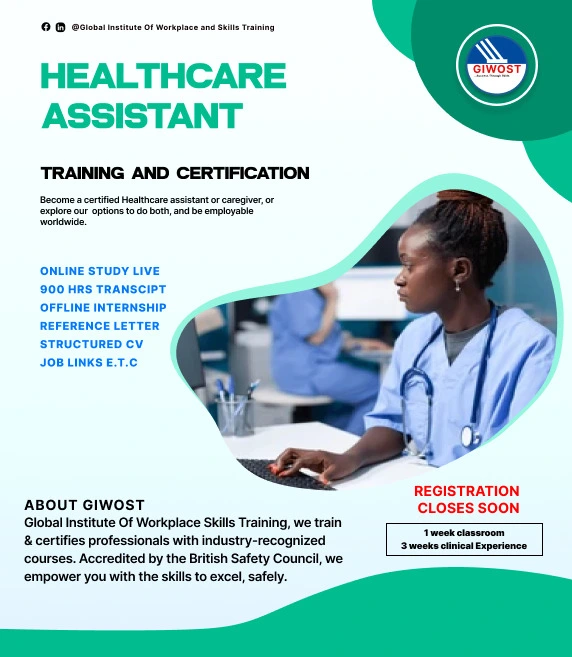 @Global Institute Of Workplace and Skills Training
GIWOST
HEALTHCARE
ASSISTANT
TRAINING AND CERTIFICATION
Become a certified Healthcare assistant or caregiver, or
explore our options to do both, and be employable
worldwide.
ONLINE STUDY LIVE
900 HRS TRANSCIPT
OFFLINE INTERNSHIP
REFERENCE LETTER
STRUCTURED CV
JOB LINKS E.T.C
REGISTRATION
CLOSES SOON
1 week classroom
3 weeks clinical Experience
ABOUT GIWOST
Global Institute Of Workplace Skills Training, we train
& certifies professionals with industry-recognized
courses. Accredited by the British Safety Council, we
empower you with the skills to excel, safely.